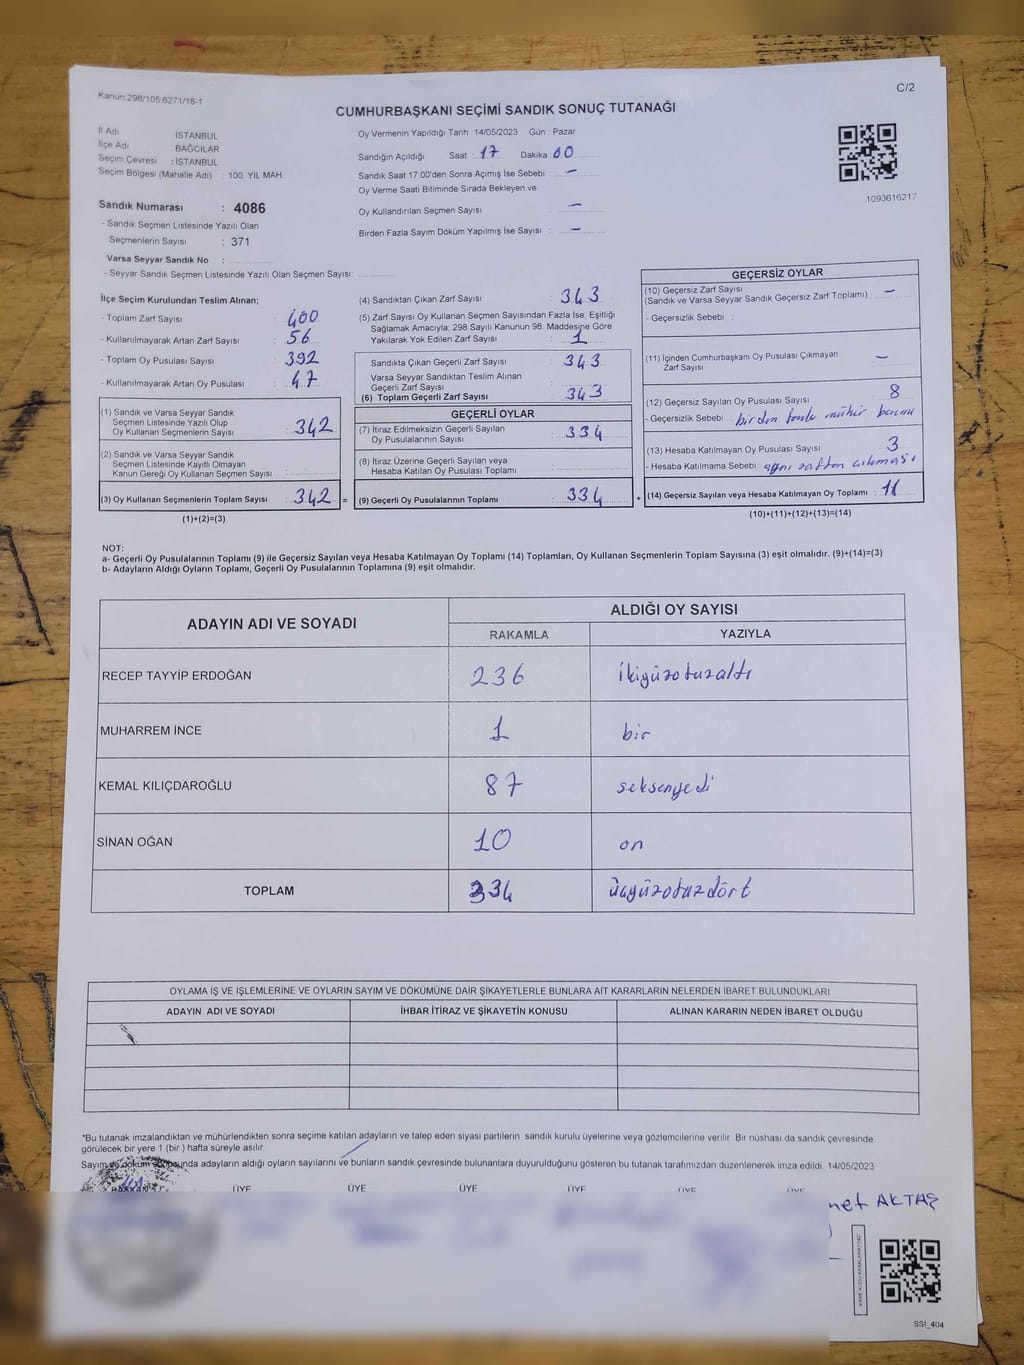 Kanun:298/105:6271/18-1
C/2
CUMHURBAŞKANI SEÇİMİ SANDIK SONUÇ TUTANAĞI
İl Adı İSTANBUL
İlçe Adı BAĞCILAR
Seçim Çevresi : İSTANBUL
Seçim Bölgesi (Mahalle Adı) : 100. YIL MAH
Sandık Numarası : 4086
- Sandık Seçmen Listesinde Yazılı Olan
Seçmenlerin Sayısı : 371
Varsa Seyyar Sandık No :
- Seyyar Sandık Seçmen Listesinde Yazılı Olan Seçmen Sayısı:
Oy Vermenin Yapıldığı Tarih :14/05/2023 Gün : Pazar
Sandığın Açıldığı Saat : 17 Dakika 00
Sandık Saat 17:00'den Sonra Açımış İse Sebebi : –
Oy Verme Saati Bitiminde Sırada Bekleyen ve
Oy Kullandırılan Seçmen Sayısı : –
Birden Fazla Sayım Döküm Yapılmış İse Sayısı : –
1093616217
İlçe Seçim Kurulundan Teslim Alınan;
- Toplam Zarf Sayısı : 400
- Kullanılmayarak Artan Zarf Sayısı : 56
- Toplam Oy Pusulası Sayısı : 392
- Kullanılmayarak Artan Oy Pusulası : 47
(1) Sandık ve Varsa Seyyar Sandık
Seçmen Listesinde Yazılı Olup
Oy Kullanan Seçmenlerin Sayısı : 342
(2) Sandık ve Varsa Seyyar Sandık
Seçmen Listesinde Kayıtlı Olmayan
Kanun Gereği Oy Kullanan Seçmen Sayısı :
(3) Oy Kullanan Seçmenlerin Toplam Sayısı : 342 =
(1)+(2)=(3)
(4) Sandıktan Çıkan Zarf Sayısı : 343
(5) Zarf Sayısı Oy Kullanan Seçmen Sayısından Fazla İse, Eşitliği
Sağlamak Amacıyla; 298 Sayılı Kanunun 98. Maddesine Göre
Yakılarak Yok Edilen Zarf Sayısı : 1
Sandıkta Çıkan Geçerli Zarf Sayısı : 343
Varsa Seyyar Sandıktan Teslim Alınan
Geçerli Zarf Sayısı :
(6) Toplam Geçerli Zarf Sayısı : 343
GEÇERLİ OYLAR
(7) İtiraz Edilmeksizin Geçerli Sayılan
Oy Pusulalarının Sayısı : 334
(8) İtiraz Üzerine Geçerli Sayılan veya
Hesaba Katılan Oy Pusulası Toplamı :
(9) Geçerli Oy Pusulalarının Toplamı : 334 +
GEÇERSİZ OYLAR
(10) Geçersiz Zarf Sayısı
(Sandık ve Varsa Seyyar Sandık Geçersiz Zarf Toplamı) : –
- Geçersizlik Sebebi :
(11) İçinden Cumhurbaşkanı Oy Pusulası Çıkmayan
Zarf Sayısı : –
(12) Geçersiz Sayılan Oy Pusulası Sayısı : 8
- Geçersizlik Sebebi : birden fazla mühür basımı
(13) Hesaba Katılmayan Oy Pusulası Sayısı : 3
- Hesaba Katılmama Sebebi : aynı zarftan çıkması
(14) Geçersiz Sayılan veya Hesaba Katılmayan Oy Toplamı : 11
(10)+(11)+(12)+(13)=(14)
NOT:
a- Geçerli Oy Pusulalarının Toplamı (9) ile Geçersiz Sayılan veya Hesaba Katılmayan Oy Toplamı (14) Toplamları, Oy Kullanan Seçmenlerin Toplam Sayısına (3) eşit olmalıdır. (9)+(14)=(3)
b- Adayların Aldığı Oyların Toplamı, Geçerli Oy Pusulalarının Toplamına (9) eşit olmalıdır.
ADAYIN ADI VE SOYADI ALDIĞI OY SAYISI
RAKAMLA YAZIYLA
RECEP TAYYİP ERDOĞAN 236 ikiyüzotuzaltı
MUHARREM İNCE 1 bir
KEMAL KILIÇDAROĞLU 87 seksenyedi
SİNAN OĞAN 10 on
TOPLAM 334 üçyüzotuzdört
OYLAMA İŞ VE İŞLEMLERİNE VE OYLARIN SAYIM VE DÖKÜMÜNE DAİR ŞİKAYETLERLE BUNLARA AİT KARARLARIN NELERDEN İBARET BULUNDUKLARI
ADAYIN ADI VE SOYADI İHBAR İTİRAZ VE ŞİKAYETİN KONUSU ALINAN KARARIN NEDEN İBARET OLDUĞU
*Bu tutanak imzalandıktan ve mühürlendikten sonra seçime katılan adayların ve talep eden siyasi partilerin sandık kurulu üyelerine veya gözlemcilerine verilir. Bir nüshası da sandık çevresinde
görülecek bir yere 1 (bir) hafta süreyle asılır.
Sayım ve döküm sonunda adayların aldığı oyların sayılarını ve bunların sandık çevresinde bulunanlara duyurulduğunu gösteren bu tutanak tarafımızdan düzenlenerek imza edildi. 14/05/2023
BAŞKAN ÜYE ÜYE ÜYE ÜYE ÜYE ÜYE
AKTAŞ
SSI_404